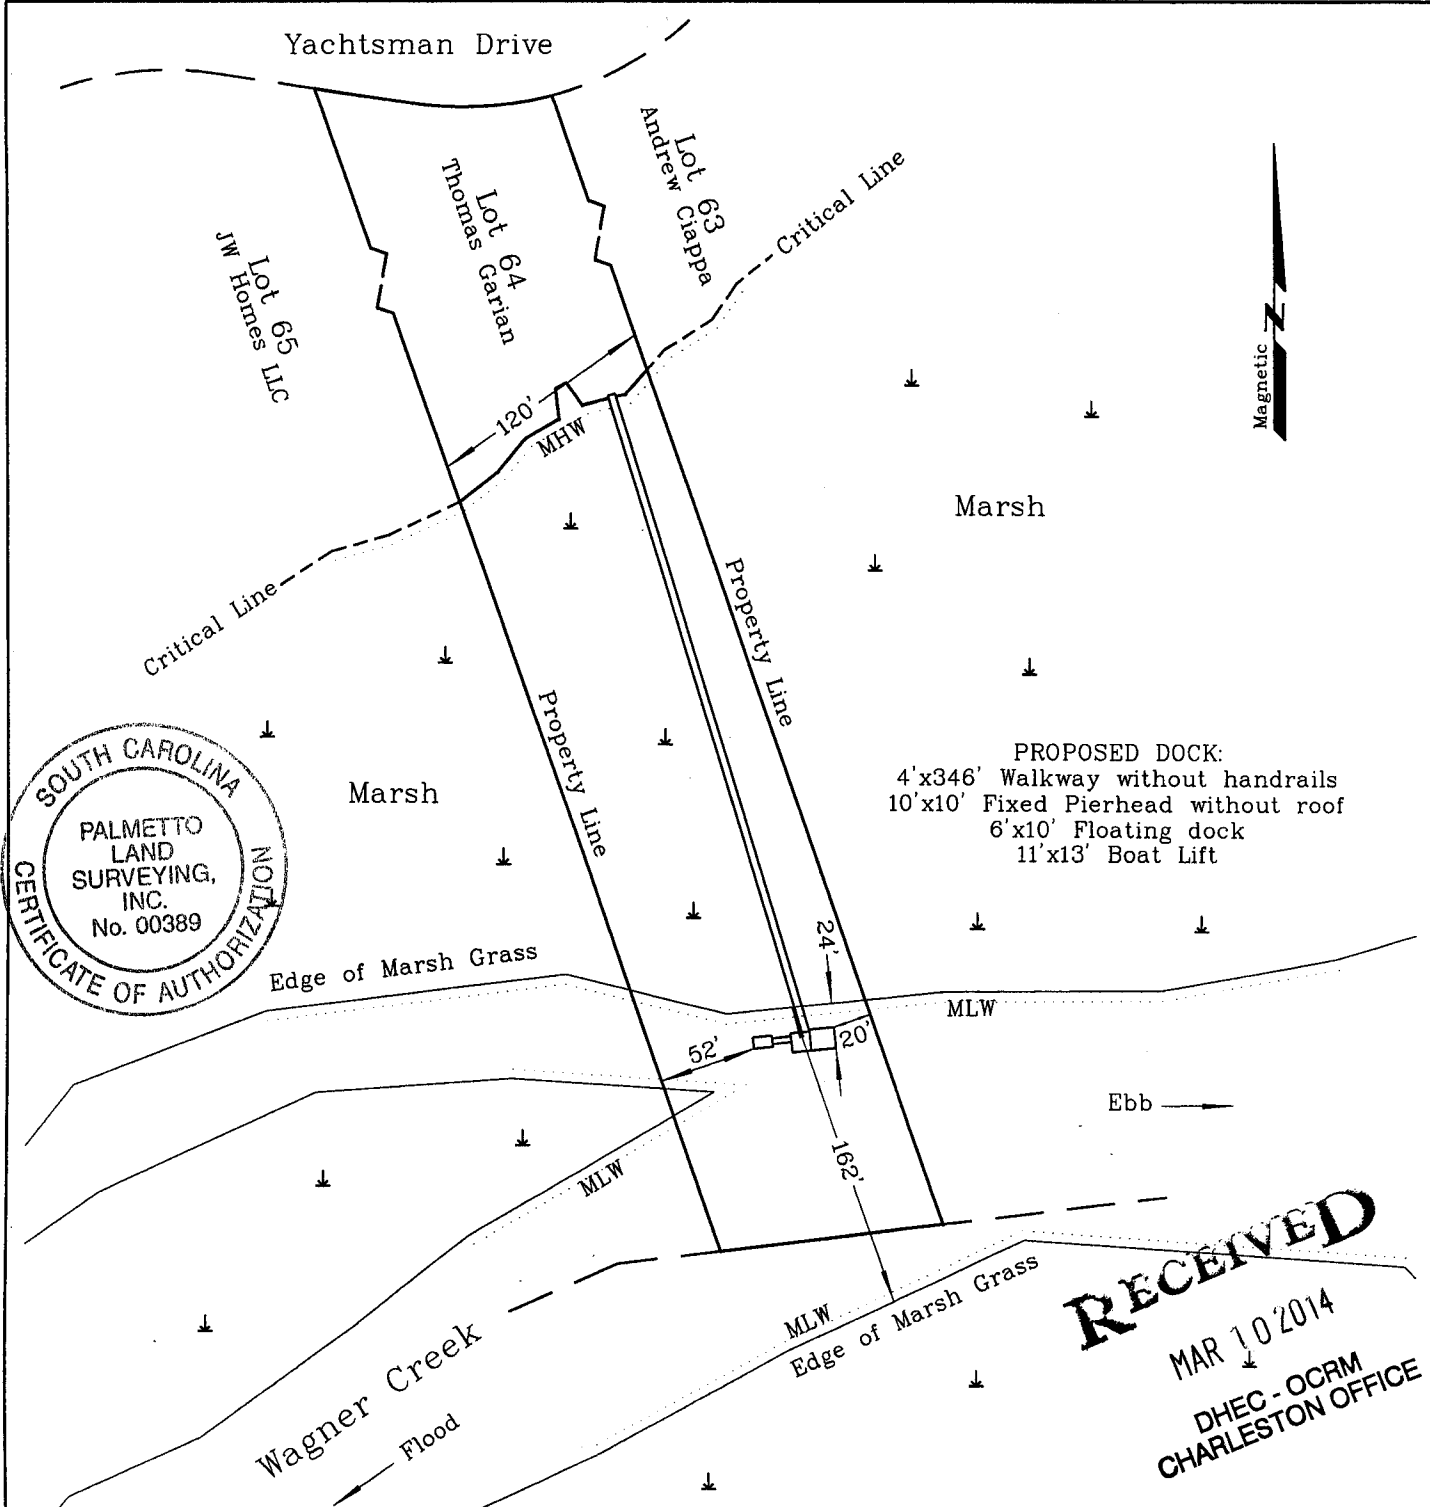 Yachtsman Drive
Lot 63
Andrew Ciappa
Critical Line
Lot 64
Thomas Garian
Lot 65
JW Homes LLC
Magnetic N
120'
MHW
Marsh
Critical Line
Property Line
Property Line
SOUTH CAROLINA
CERTIFICATE OF AUTHORIZATION
PALMETTO
LAND
SURVEYING,
INC.
No. 00389
Marsh
PROPOSED DOCK:
4'x346' Walkway without handrails
10'x10' Fixed Pierhead without roof
6'x10' Floating dock
11'x13' Boat Lift
24'
Edge of Marsh Grass
MLW
20'
52'
Ebb
162'
MLW
RECEIVED
MAR 10 2014
DHEC - OCRM
CHARLESTON OFFICE
MLW
Edge of Marsh Grass
Wagner Creek
Flood